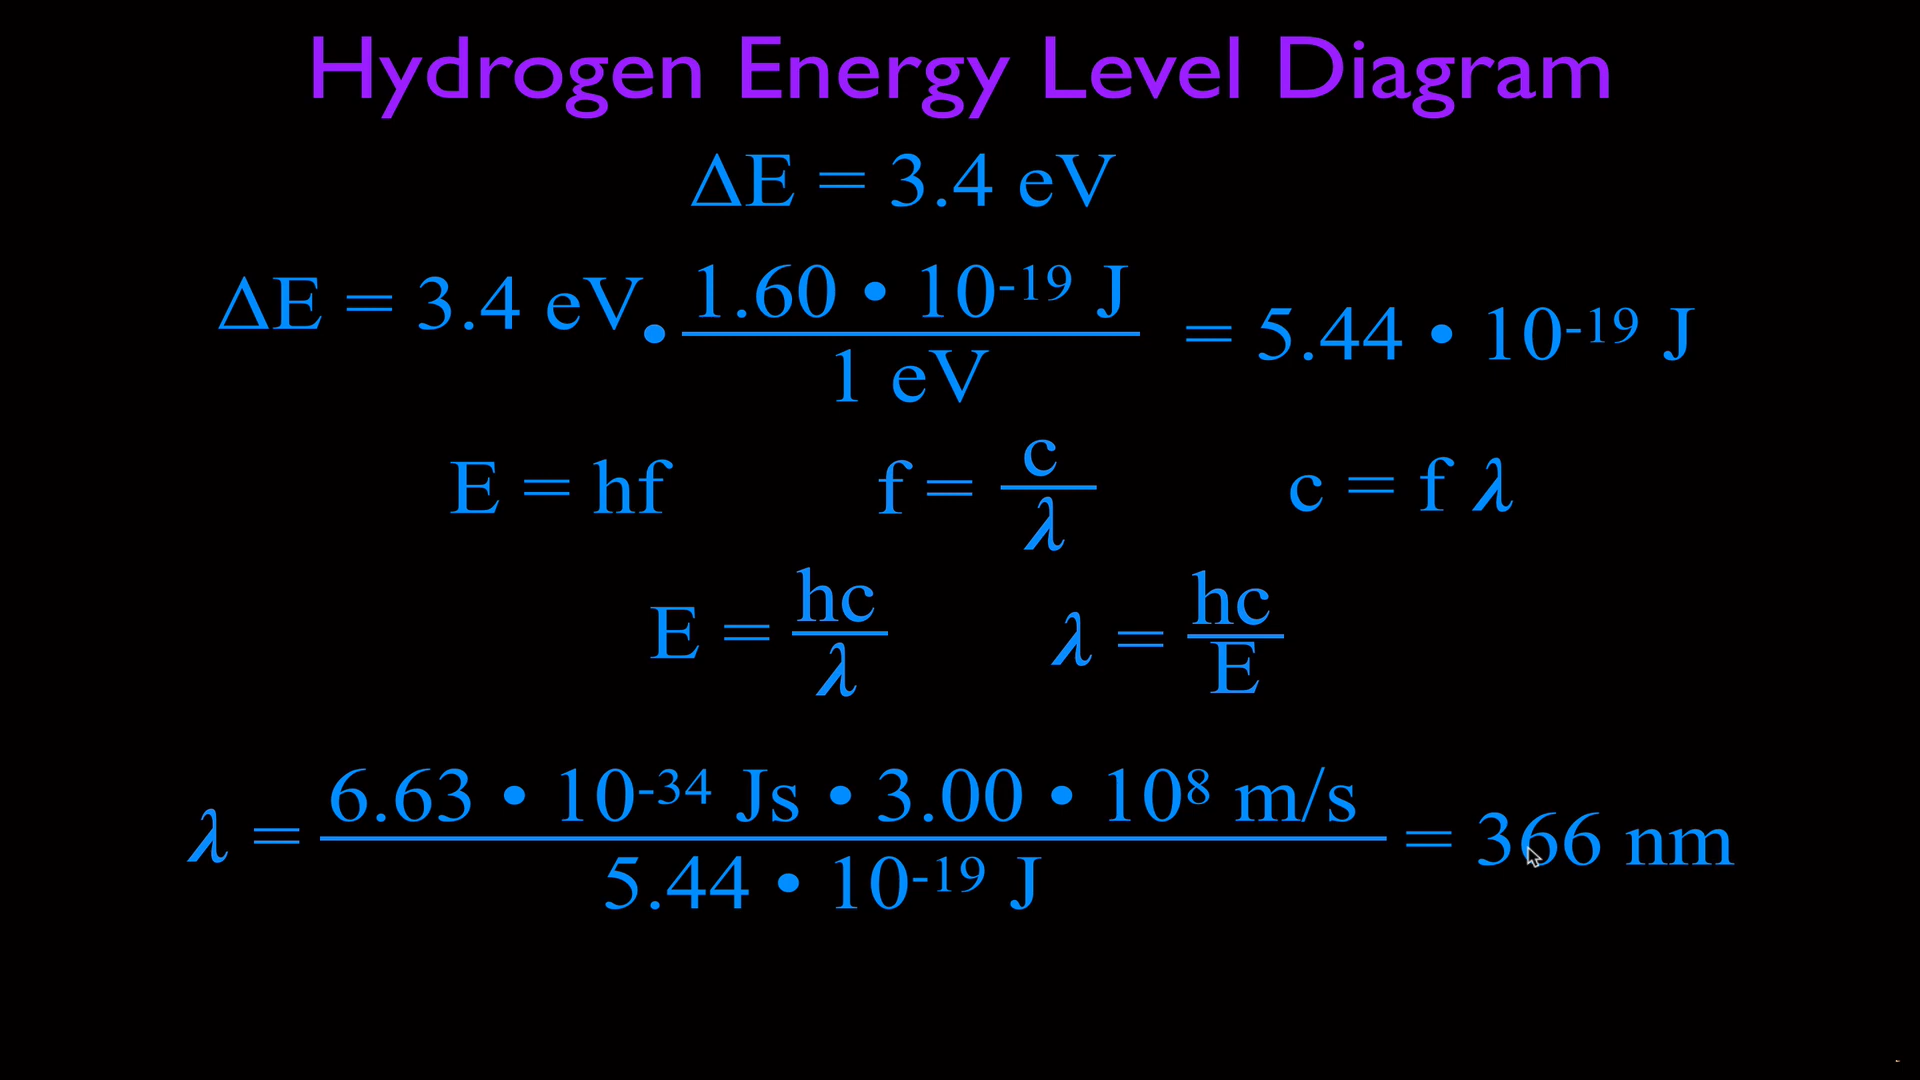 Hydrogen Energy Level Diagram
ΔE = 3.4 eV
ΔE = 3.4 eV • 1.60 • 10⁻¹⁹ J / 1 eV = 5.44 • 10⁻¹⁹ J
E = hf f = c / λ c = f λ
E = hc / λ λ = hc / E
λ = 6.63 • 10⁻³⁴ Js • 3.00 • 10⁸ m/s / 5.44 • 10⁻¹⁹ J = 366 nm